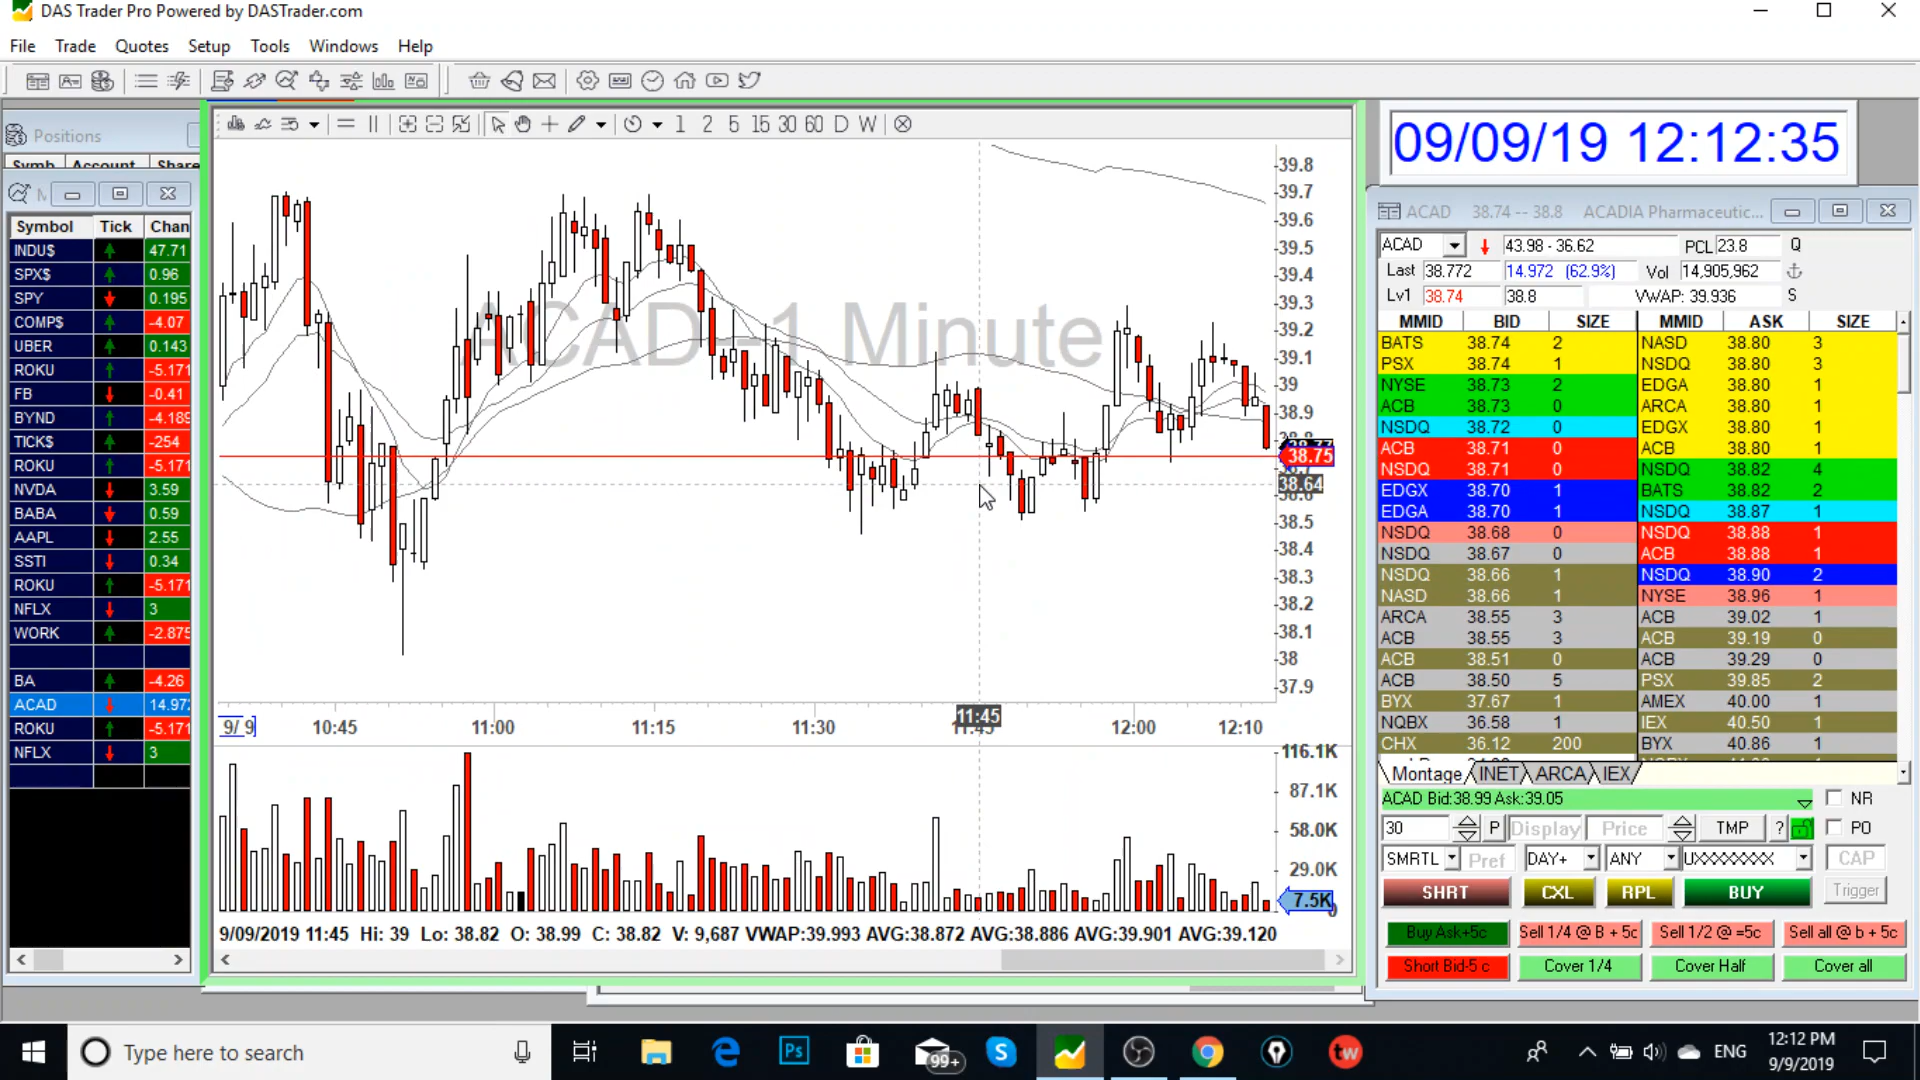 DAS Trader Pro Powered by DASTrader.com
File Trade Quotes Setup Tools Windows Help
Positions
Symb Account Share
1 2 5 15 30 60 D W
09/09/19 12:12:35
Symbol Tick Chan
INDU$ 47.71
SPX$ 0.96
SPY 0.195
COMP$ -4.07
UBER 0.143
ROKU -5.171
FB -0.41
BYND -4.189
TICK$ -254
ROKU -5.171
NVDA 3.59
BABA 0.59
AAPL 2.55
SSTI 0.34
ROKU -5.171
NFLX 3
WORK -2.875
BA -4.26
ACAD 14.972
ROKU -5.171
NFLX 3
ACAD -1 Minute
39.8
39.7
39.6
39.5
39.4
39.3
39.2
39.1
39
38.9
38.75
38.64
38.5
38.4
38.3
38.2
38.1
38
37.9
9/ 9 10:45 11:00 11:15 11:30 11:45 12:00 12:10
116.1K
87.1K
58.0K
29.0K
7.5K
0
9/09/2019 11:45 Hi: 39 Lo: 38.82 O: 38.99 C: 38.82 V: 9,687 VWAP:39.993 AVG:38.872 AVG:38.886 AVG:39.901 AVG:39.120
ACAD 38.74 -- 38.8 ACADIA Pharmaceutic...
ACAD 43.98 - 36.62 PCL 23.8 Q
Last 38.772 14.972 (62.9%) Vol 14,905,962
Lv1 38.74 38.8 VWAP: 39.936 S
MMID BID SIZE MMID ASK SIZE
BATS 38.74 2 NASD 38.80 3
PSX 38.74 1 NSDQ 38.80 3
NYSE 38.73 2 EDGA 38.80 1
ACB 38.73 0 ARCA 38.80 1
NSDQ 38.72 0 EDGX 38.80 1
ACB 38.71 0 ACB 38.80 1
NSDQ 38.71 0 NSDQ 38.82 4
EDGX 38.70 1 BATS 38.82 2
EDGA 38.70 1 NSDQ 38.87 1
NSDQ 38.68 0 NSDQ 38.88 1
NSDQ 38.67 0 ACB 38.88 1
NSDQ 38.66 1 NSDQ 38.90 2
NASD 38.66 1 NYSE 38.96 1
ARCA 38.55 3 ACB 39.02 1
ACB 38.55 3 ACB 39.19 0
ACB 38.51 0 ACB 39.29 0
ACB 38.50 5 PSX 39.85 2
BYX 37.67 1 AMEX 40.00 1
NQBX 36.58 1 IEX 40.50 1
CHX 36.12 200 BYX 40.86 1
Montage INET ARCA IEX
ACAD Bid:38.99 Ask:39.05 NR
30 P Display Price TMP ? PO
SMRTL Pref DAY+ ANY UXXXXXXX CAP
SHRT CXL RPL BUY Trigger
Buy Ask+5c Sell 1/4 @ B + 5c Sell 1/2 @ =5c Sell all @ b + 5c
Short Bid-5 c Cover 1/4 Cover Half Cover all
Type here to search
Ps
99+
S
tw
ENG
12:12 PM
9/9/2019